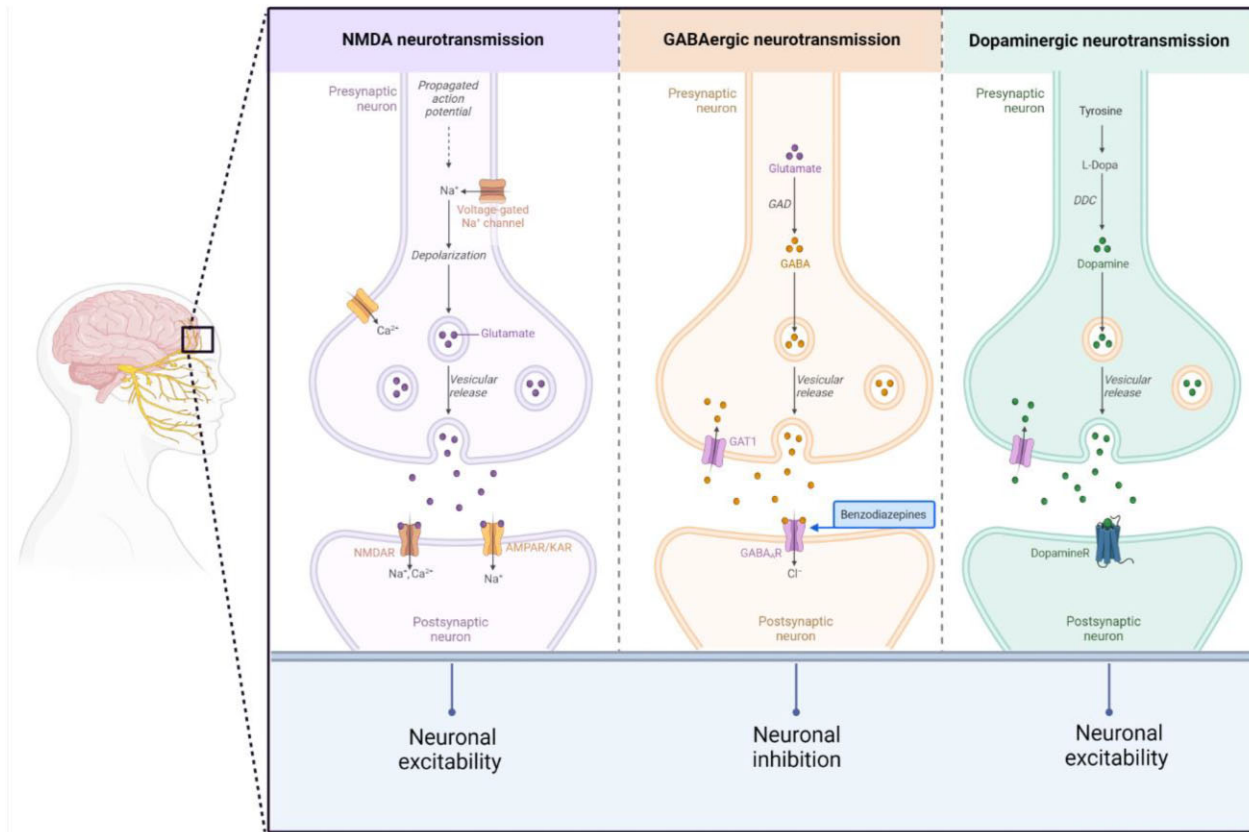 NMDA neurotransmission
Presynaptic
neuron
Propagated
action
potential
Na⁺
Voltage-gated
Na⁺ channel
Depolarization
Ca²⁺
Glutamate
Vesicular
release
NMDAR
AMPAR/KAR
Na⁺, Ca²⁺
Na⁺
Postsynaptic
neuron
Neuronal
excitability
GABAergic neurotransmission
Presynaptic
neuron
Glutamate
GAD
GABA
Vesicular
release
GAT1
Benzodiazepines
GABAₐR
Cl⁻
Postsynaptic
neuron
Neuronal
inhibition
Dopaminergic neurotransmission
Presynaptic
neuron
Tyrosine
L-Dopa
DDC
Dopamine
Vesicular
release
DopamineR
Postsynaptic
neuron
Neuronal
excitability